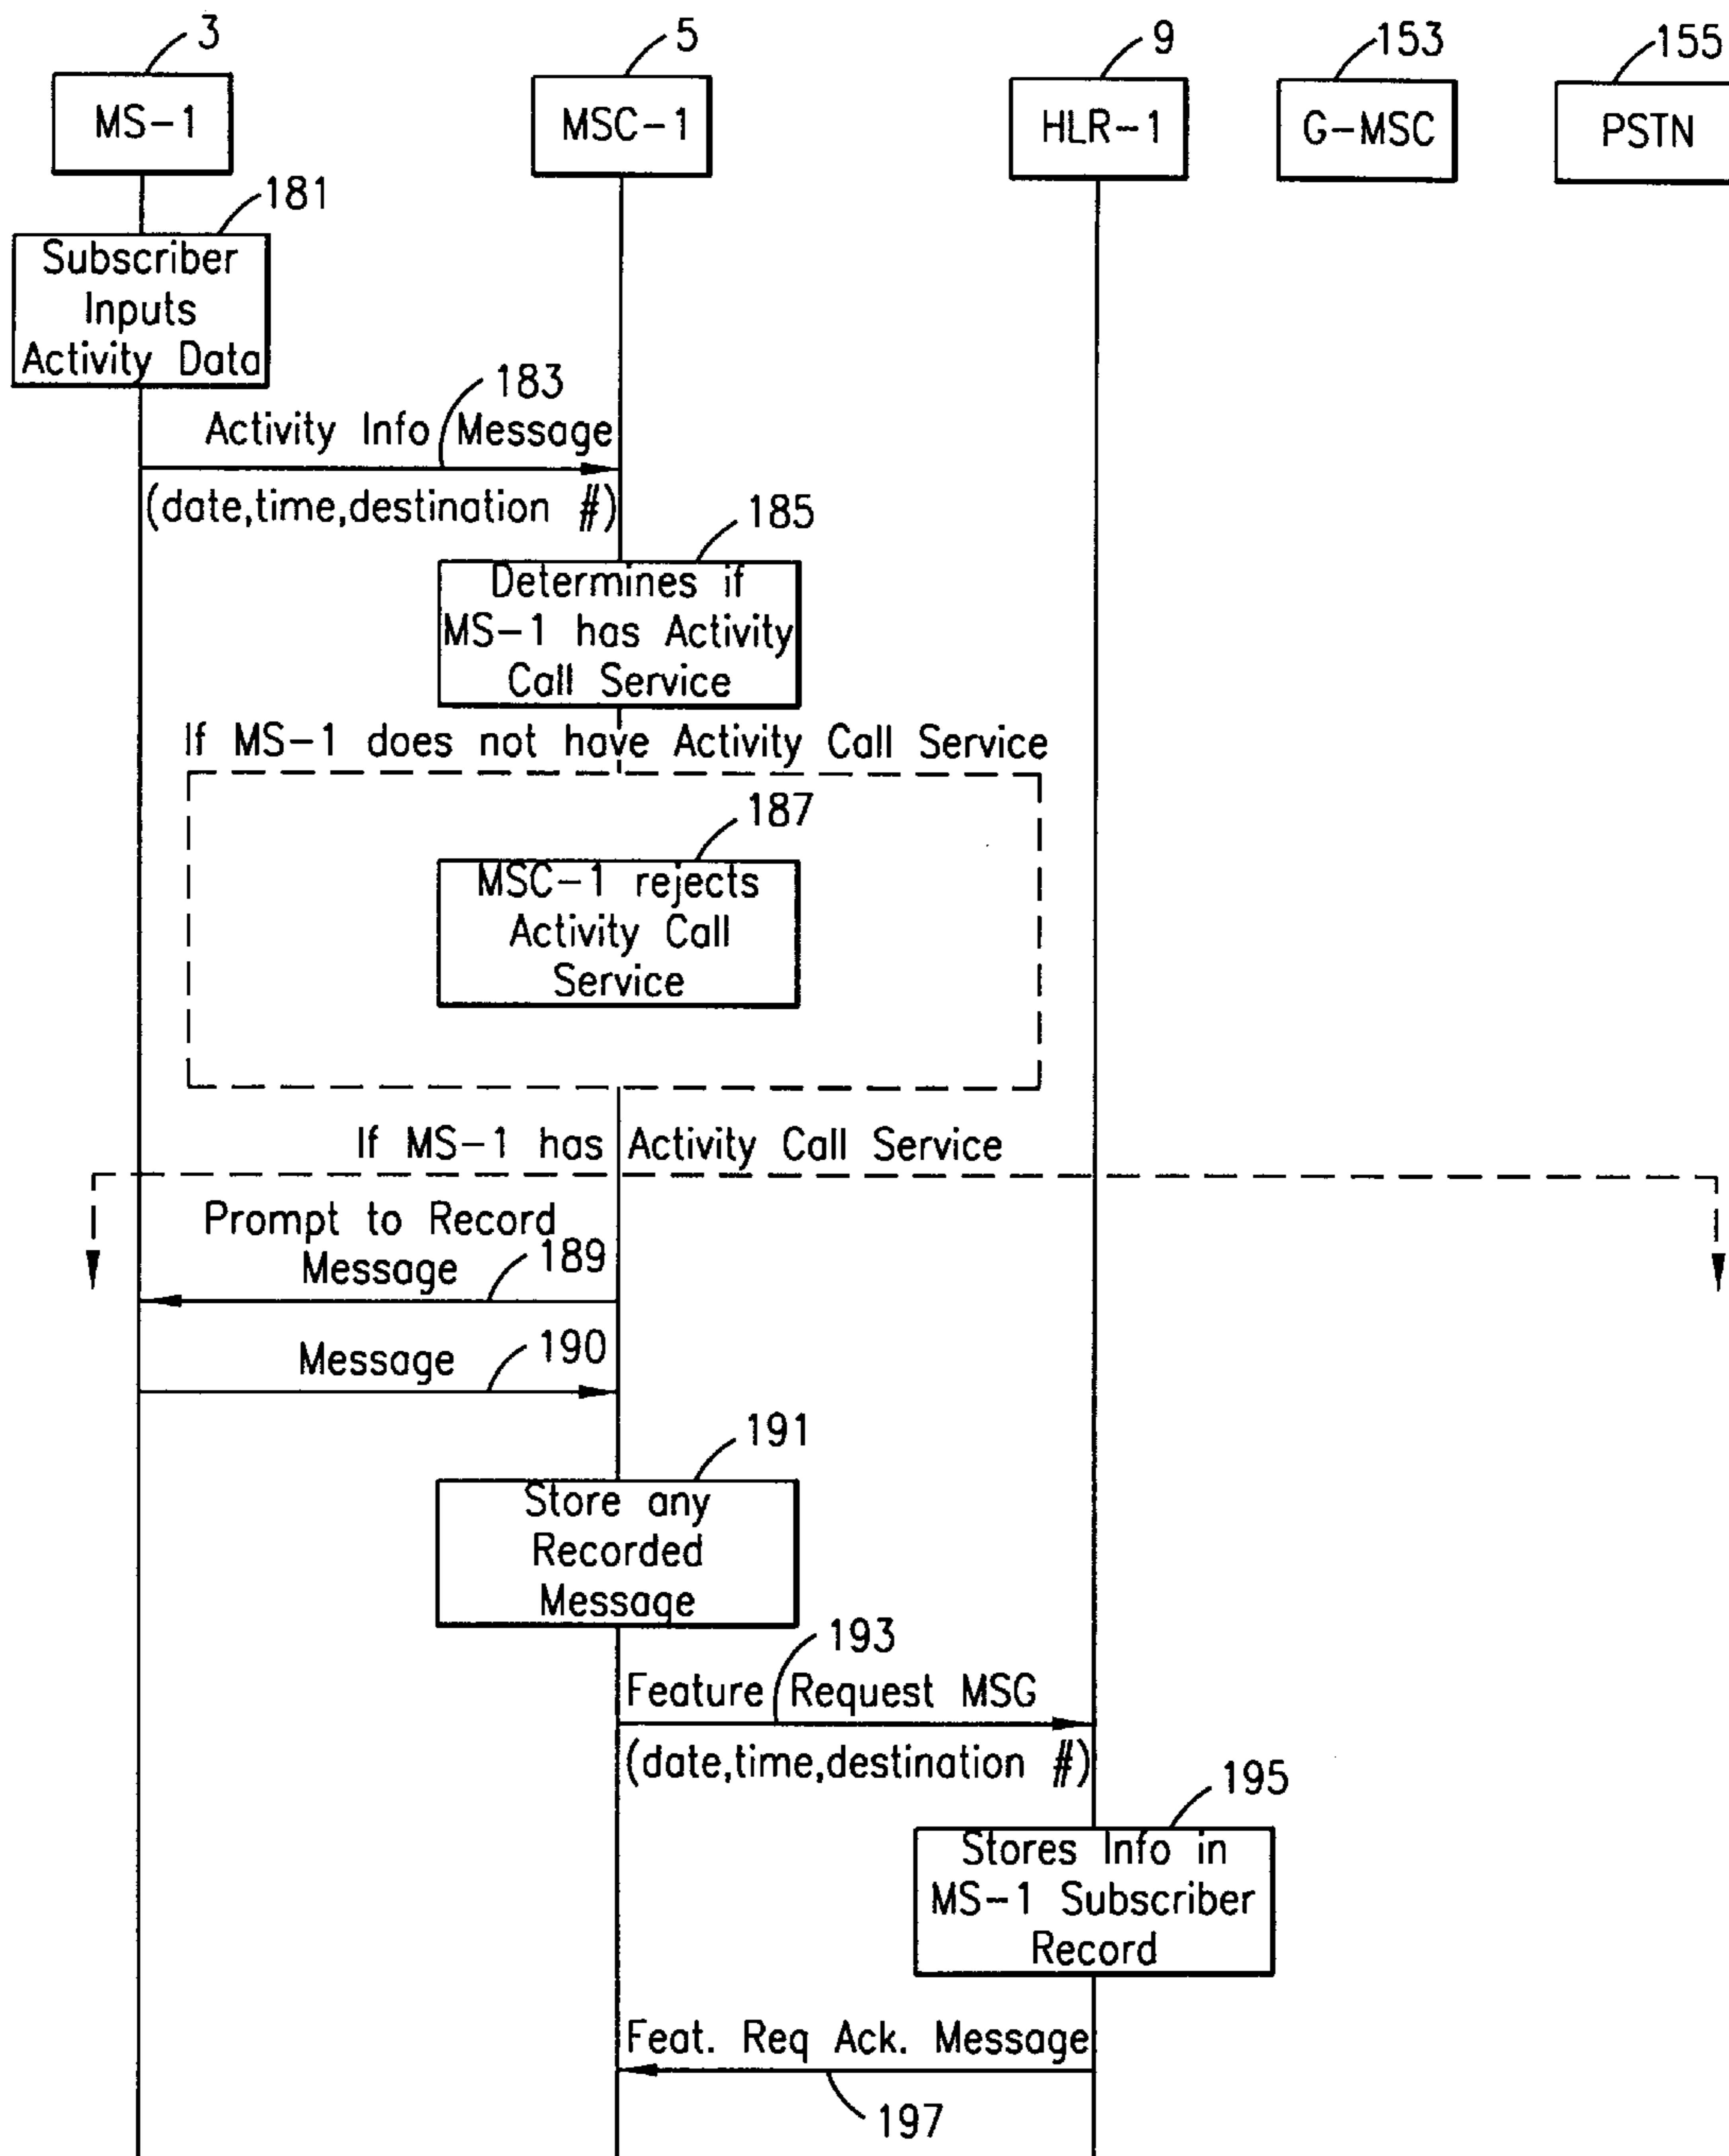 3
5
9
153
155
MS-1
MSC-1
HLR-1
G-MSC
PSTN
181
Subscriber
Inputs
Activity Data
183
Activity Info Message
(date,time,destination #)
185
Determines if
MS-1 has Activity
Call Service
If MS-1 does not have Activity Call Service
187
MSC-1 rejects
Activity Call
Service
If MS-1 has Activity Call Service
Prompt to Record
Message
189
Message
190
191
Store any
Recorded
Message
193
Feature Request MSG
(date,time,destination #)
195
Stores Info in
MS-1 Subscriber
Record
Feat. Req Ack. Message
197